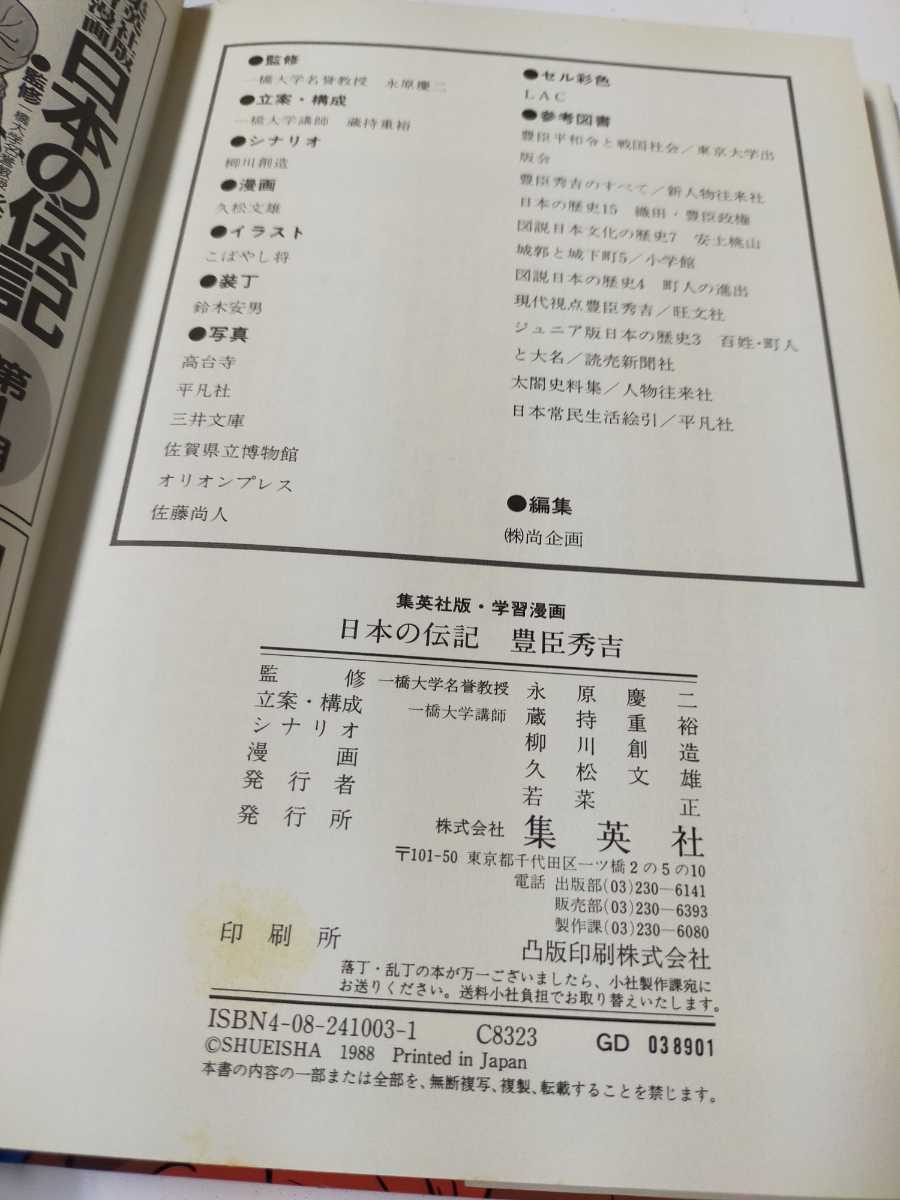 集英社版
学習漫画
日本の伝記
●監修
一橋大学名誉教授
第1期
●監修
一橋大学名誉教授 永原慶二
●立案・構成
一橋大学講師 蔵持重裕
●シナリオ
柳川創造
●漫画
久松文雄
●イラスト
こばやし将
●装丁
鈴木安男
●写真
高台寺
平凡社
三井文庫
佐賀県立博物館
オリオンプレス
佐藤尚人
●セル彩色
LAC
●参考図書
豊臣平和令と戦国社会/東京大学出
版会
豊臣秀吉のすべて/新人物往来社
日本の歴史15 織田・豊臣政権
図説日本文化の歴史7 安土桃山
城郭と城下町5/小学館
図説日本の歴史4 町人の進出
現代視点豊臣秀吉/旺文社
ジュニア版日本の歴史3 百姓・町人
と大名/読売新聞社
太閤史料集/人物往来社
日本常民生活絵引/平凡社
●編集
㈱尚企画
集英社版・学習漫画
日本の伝記 豊臣秀吉
監修 一橋大学名誉教授 永原慶二
立案・構成 一橋大学講師 蔵持重裕
シナリオ 柳川創造
漫画 久松文雄
発行者 若菜正
発行所 株式会社 集英社
〒101-50 東京都千代田区一ツ橋2の5の10
電話 出版部(03)230―6141
販売部(03)230―6393
製作課(03)230―6080
印刷所 凸版印刷株式会社
落丁・乱丁の本が万一ございましたら、小社製作課宛に
お送りください。送料小社負担でお取り替えいたします。
ISBN4-08-241003-1 C8323 GD 038901
©SHUEISHA 1988 Printed in Japan
本書の内容の一部または全部を、無断複写、複製、転載することを禁じます。